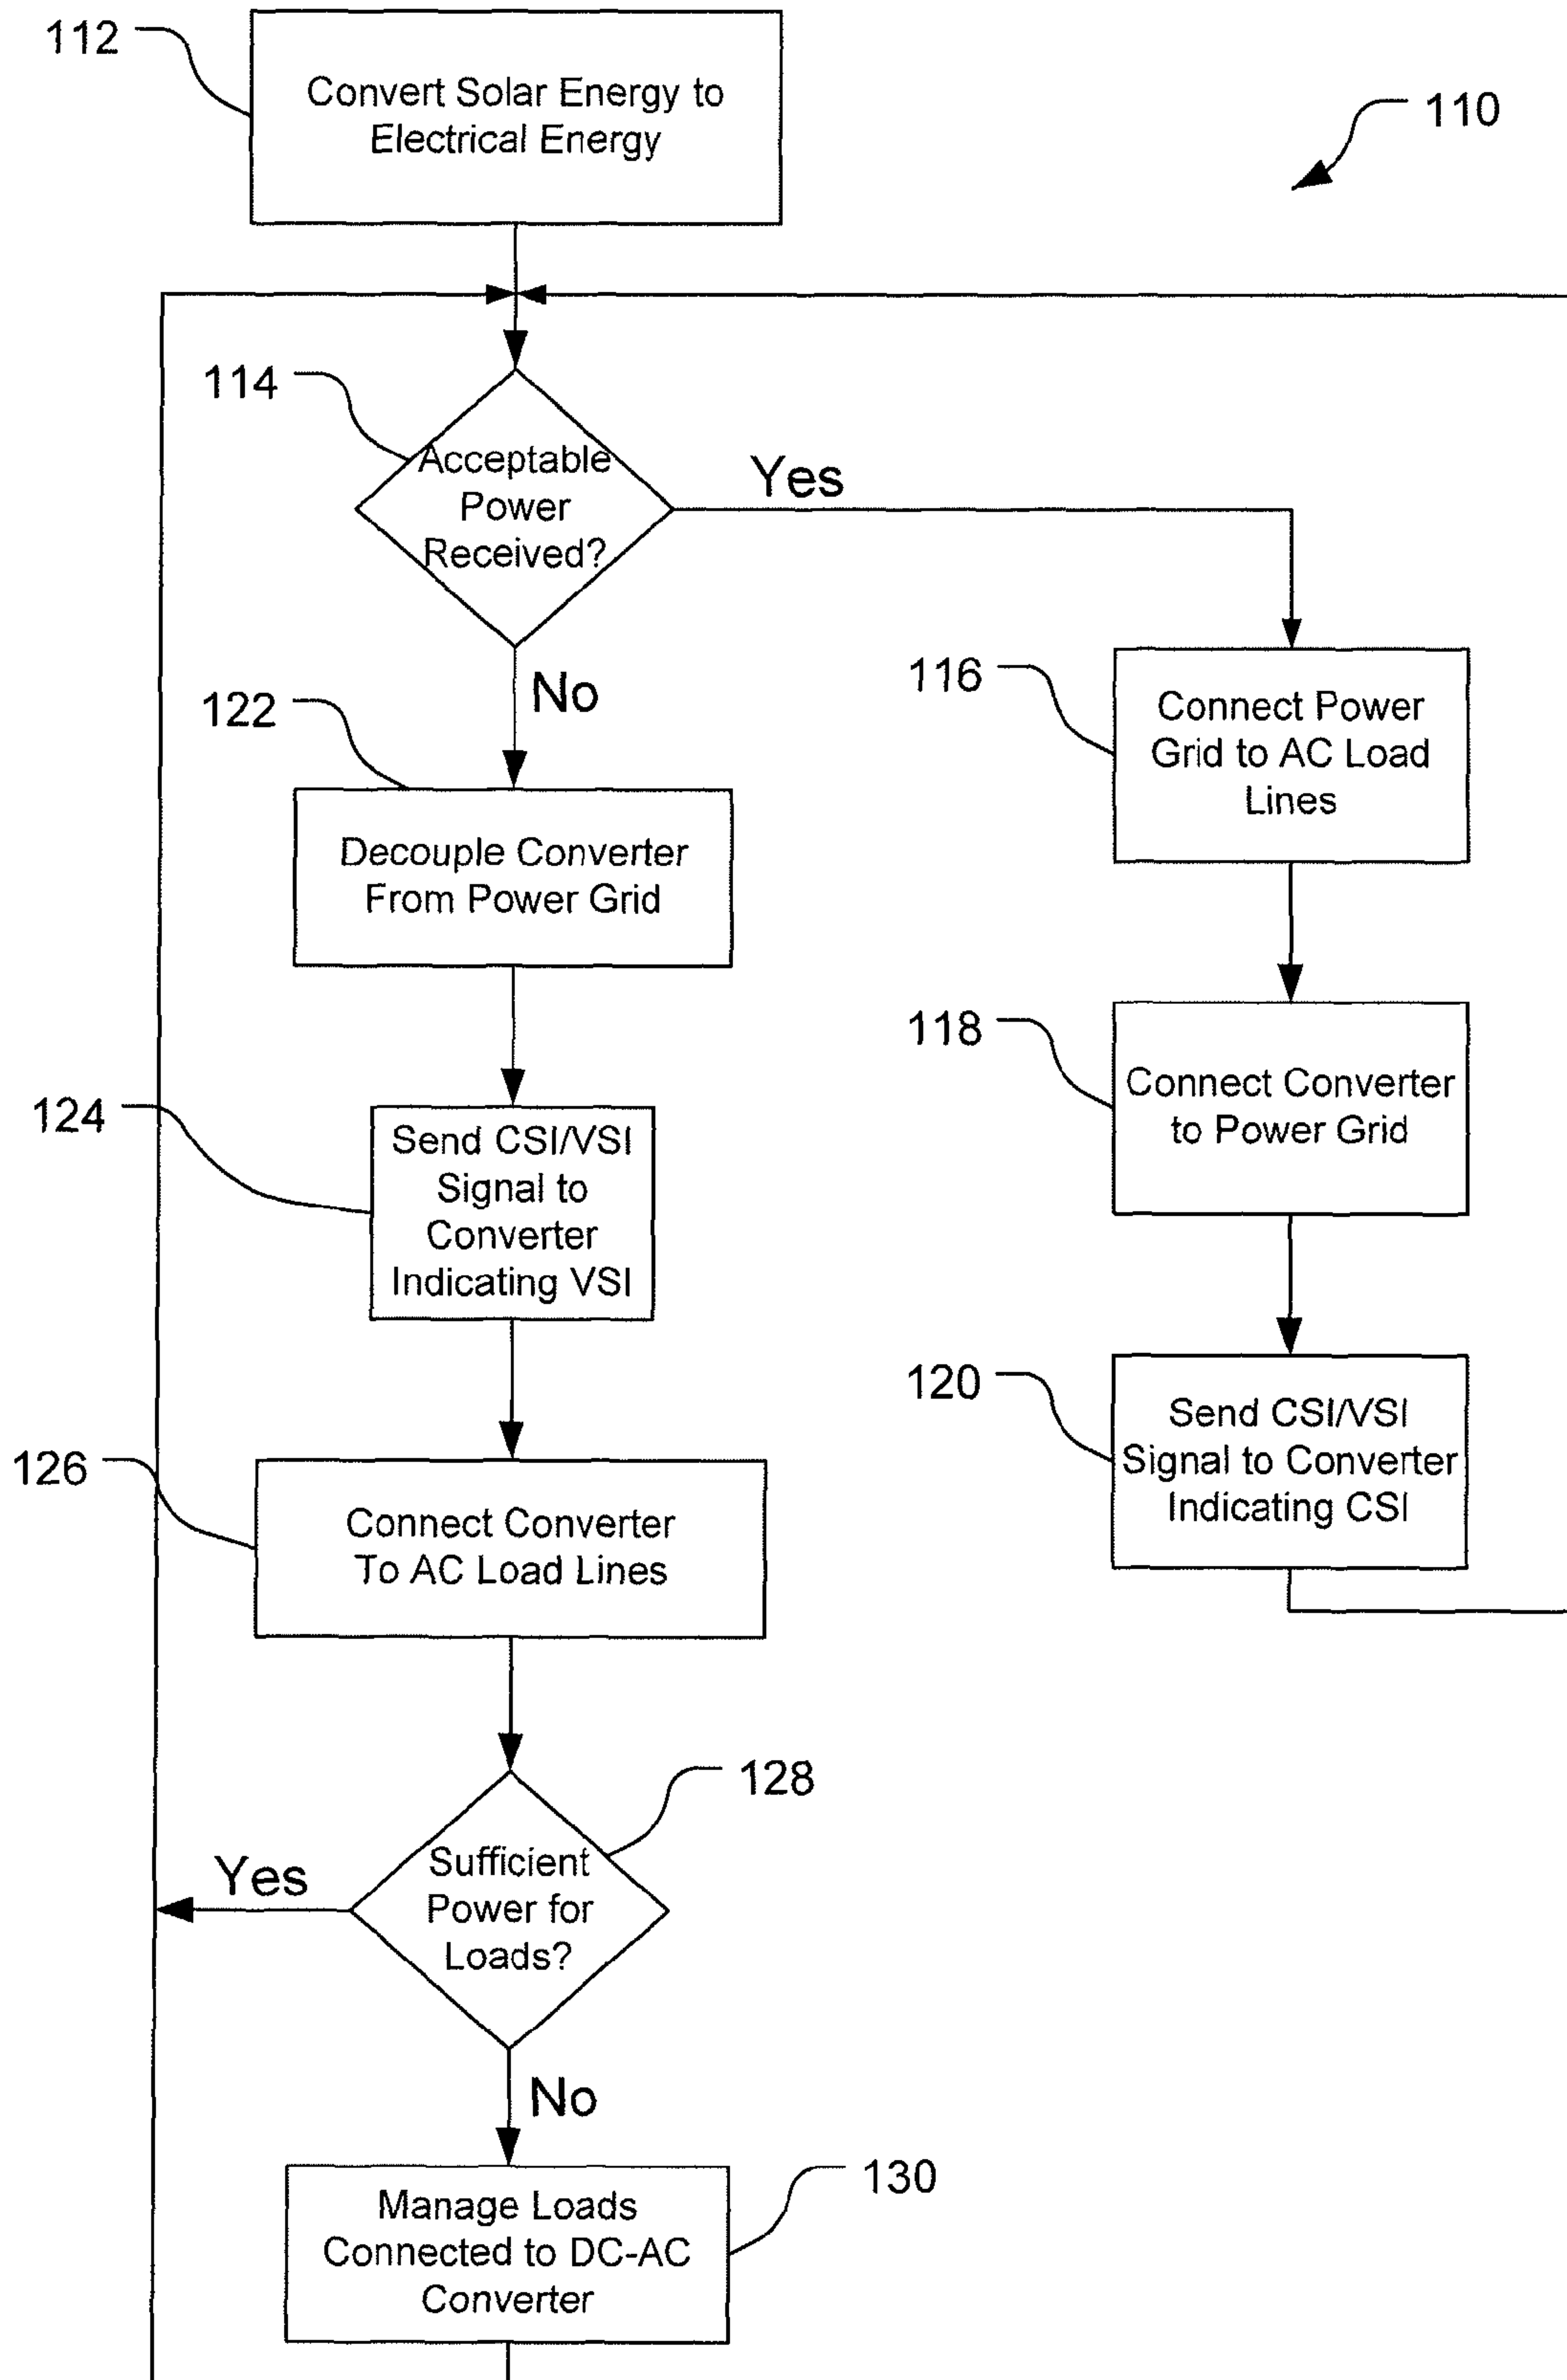 112
Convert Solar Energy to
Electrical Energy
110
114
Acceptable
Power
Received?
Yes
No
116
Connect Power
Grid to AC Load
Lines
122
Decouple Converter
From Power Grid
118
Connect Converter
to Power Grid
124
Send CSI/VSI
Signal to
Converter
Indicating VSI
120
Send CSI/VSI
Signal to Converter
Indicating CSI
126
Connect Converter
To AC Load Lines
128
Sufficient
Power for
Loads?
Yes
No
130
Manage Loads
Connected to DC-AC
Converter